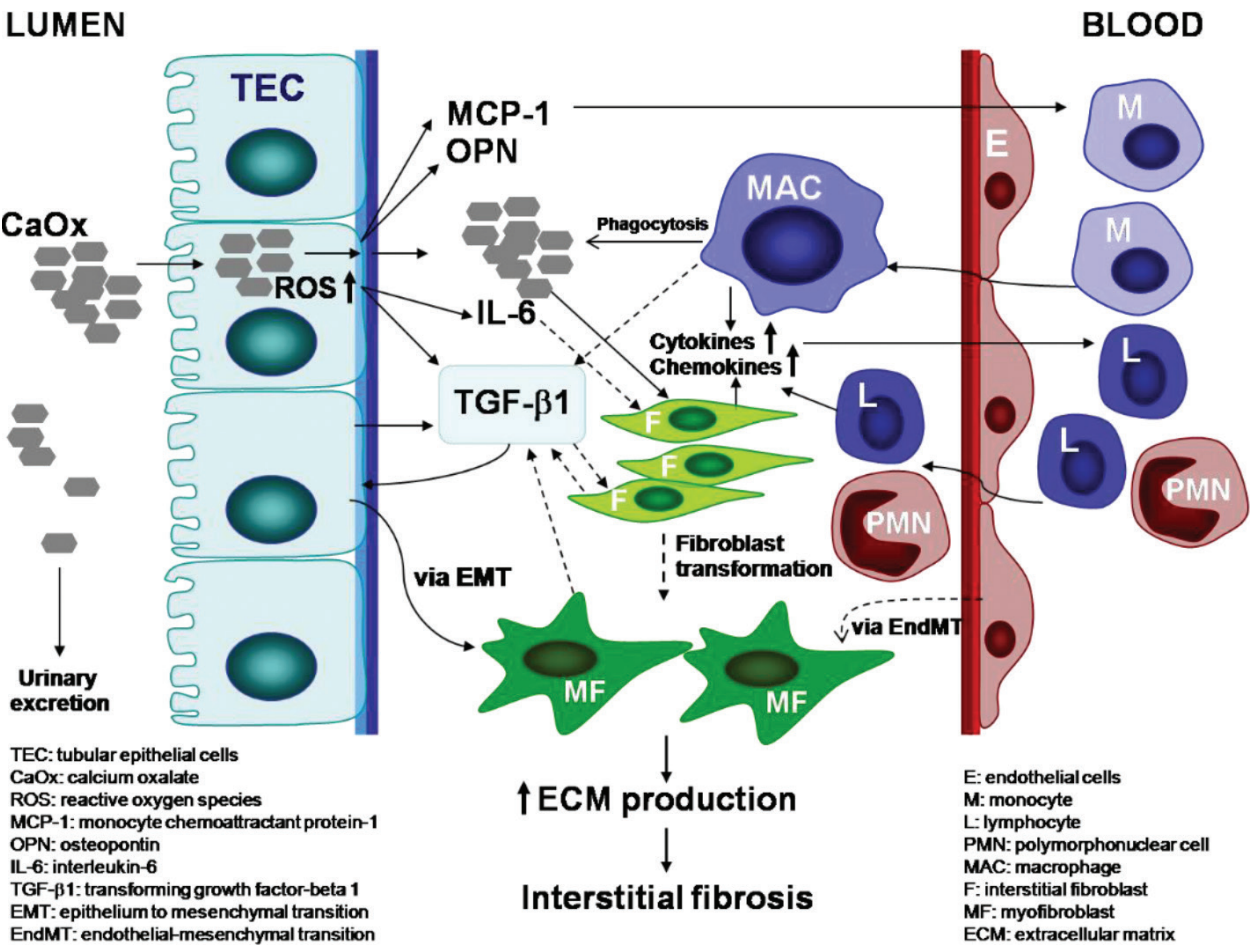 LUMEN
BLOOD
TEC
MCP-1
OPN
M
E
MAC
CaOx
Phagocytosis
M
ROS
IL-6
Cytokines
Chemokines
L
TGF-β1
F
L
F
L
F
PMN
PMN
Fibroblast
transformation
via EMT
via EndMT
Urinary
excretion
MF
MF
ECM production
Interstitial fibrosis
TEC: tubular epithelial cells
CaOx: calcium oxalate
ROS: reactive oxygen species
MCP-1: monocyte chemoattractant protein-1
OPN: osteopontin
IL-6: interleukin-6
TGF-β1: transforming growth factor-beta 1
EMT: epithelium to mesenchymal transition
EndMT: endothelial-mesenchymal transition
E: endothelial cells
M: monocyte
L: lymphocyte
PMN: polymorphonuclear cell
MAC: macrophage
F: interstitial fibroblast
MF: myofibroblast
ECM: extracellular matrix